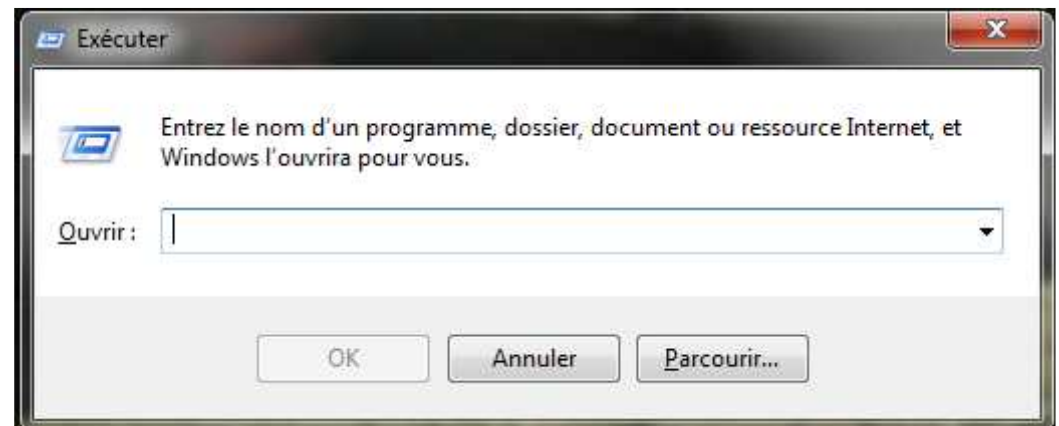 Exécuter
Entrez le nom d'un programme, dossier, document ou ressource Internet, et
Windows l'ouvrira pour vous.
Ouvrir :
OK Annuler Parcourir...